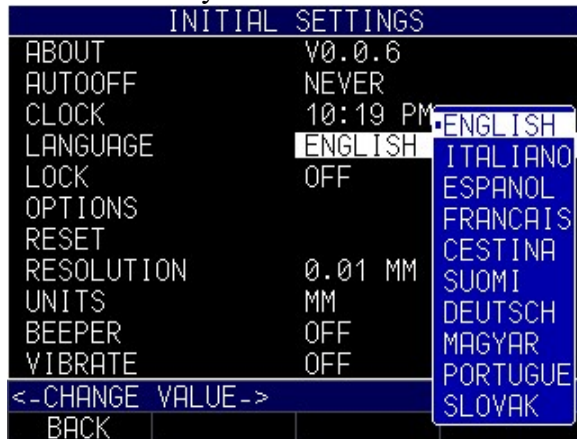 INITIAL SETTINGS
ABOUT V0.0.6
AUTOOFF NEVER
CLOCK 10:19 PM
LANGUAGE ENGLISH
LOCK OFF
OPTIONS
RESET
RESOLUTION 0.01 MM
UNITS MM
BEEPER OFF
VIBRATE OFF
ENGLISH
ITALIANO
ESPANOL
FRANCAIS
CESTINA
SUOMI
DEUTSCH
MAGYAR
PORTUGUE
SLOVAK
<-CHANGE VALUE->
BACK